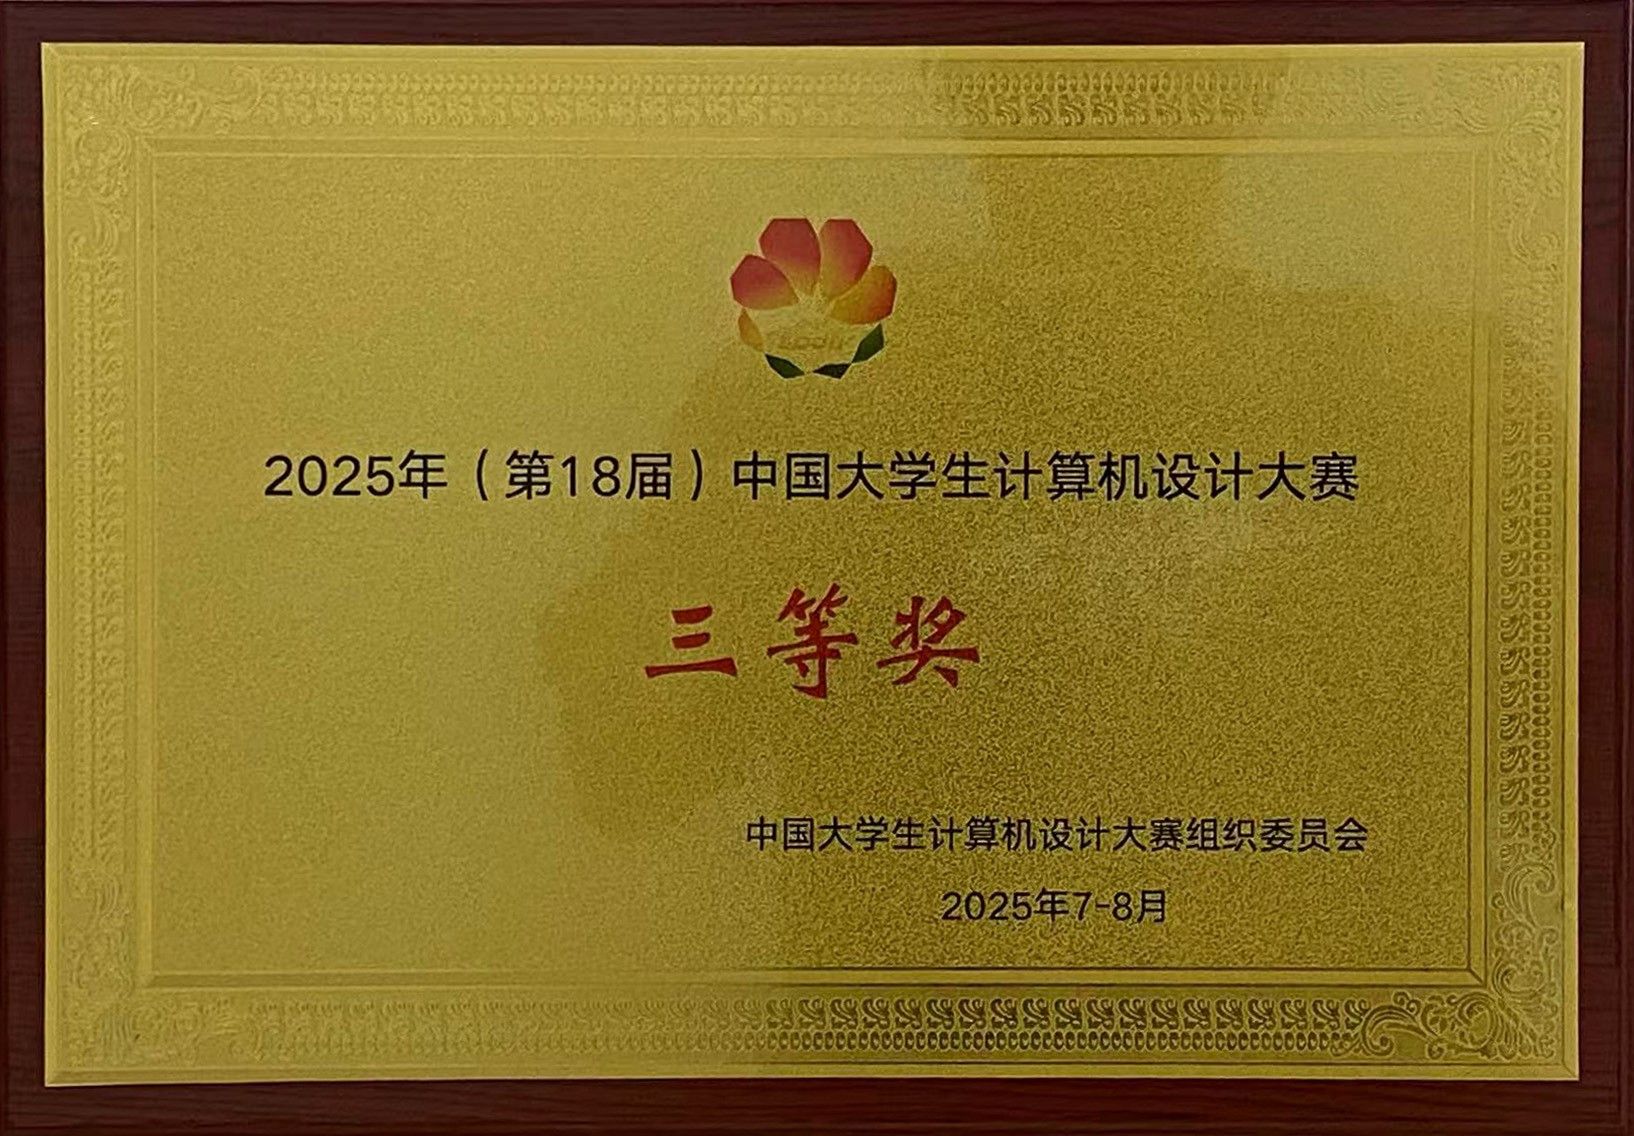 2025年（第18届）中国大学生计算机设计大赛
三等奖
中国大学生计算机设计大赛组织委员会
2025年7-8月